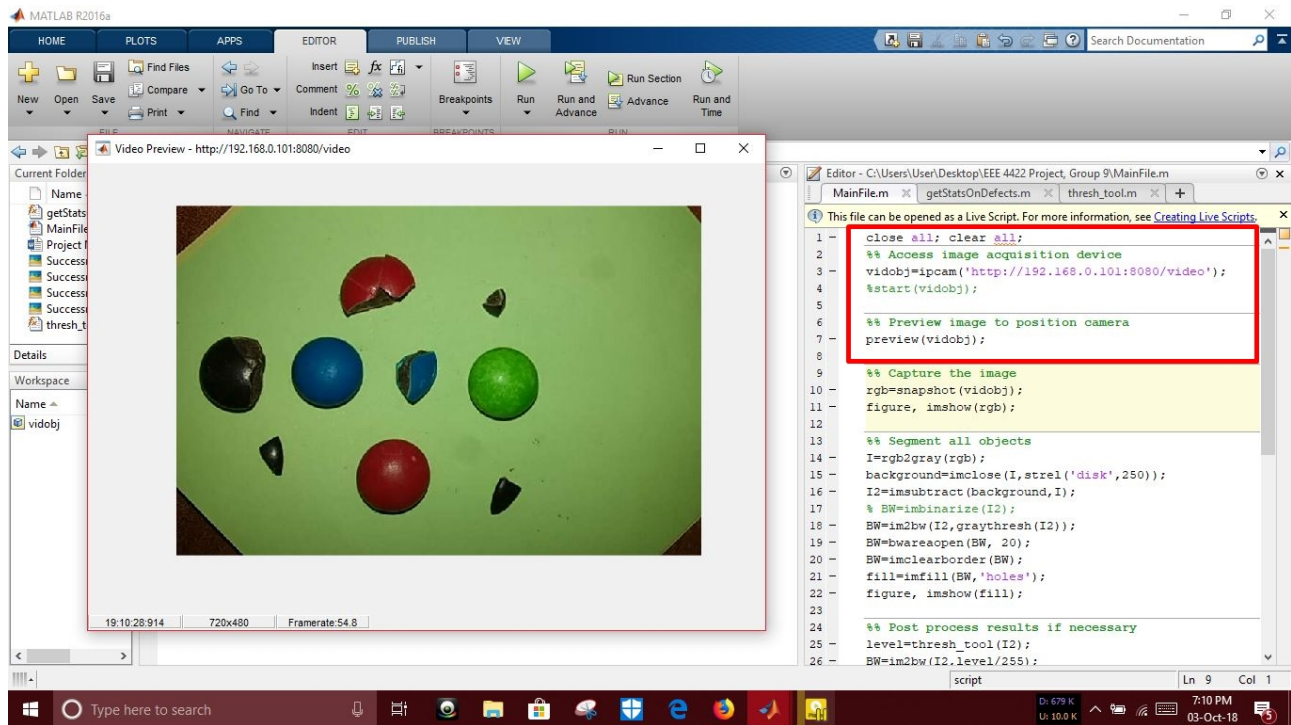 MATLAB R2016a
HOME PLOTS APPS EDITOR PUBLISH VIEW
Search Documentation
New Open Save
Find Files
Compare
Print
Go To
Find
Insert
Comment
Indent
Breakpoints
Run
Run and Advance
Run Section
Advance
Run and Time
FILE NAVIGATE EDIT BREAKPOINTS RUN
Video Preview - http://192.168.0.101:8080/video
19:10:28:914 720x480 Framerate:54.8
Current Folder
Name
getStats
MainFile
Project
Success
Success
Success
Success
thresh_t
Details
Workspace
Name
vidobj
Editor - C:\Users\User\Desktop\EEE 4422 Project, Group 9\MainFile.m
MainFile.m getStatsOnDefects.m thresh_tool.m +
This file can be opened as a Live Script. For more information, see Creating Live Scripts.
1 close all; clear all;
2 %% Access image acquisition device
3 vidobj=ipcam('http://192.168.0.101:8080/video');
4 %start(vidobj);
5
6 %% Preview image to position camera
7 preview(vidobj);
8
9 %% Capture the image
10 rgb=snapshot(vidobj);
11 figure, imshow(rgb);
12
13 %% Segment all objects
14 I=rgb2gray(rgb);
15 background=imclose(I,strel('disk',250));
16 I2=imsubtract(background,I);
17 % BW=imbinarize(I2);
18 BW=im2bw(I2,graythresh(I2));
19 BW=bwareaopen(BW, 20);
20 BW=imclearborder(BW);
21 fill=imfill(BW,'holes');
22 figure, imshow(fill);
23
24 %% Post process results if necessary
25 level=thresh_tool(I2);
26 BW=im2bw(I2,level/255);
script Ln 9 Col 1
Type here to search
D: 679 K
U: 10.0 K
7:10 PM
03-Oct-18
5